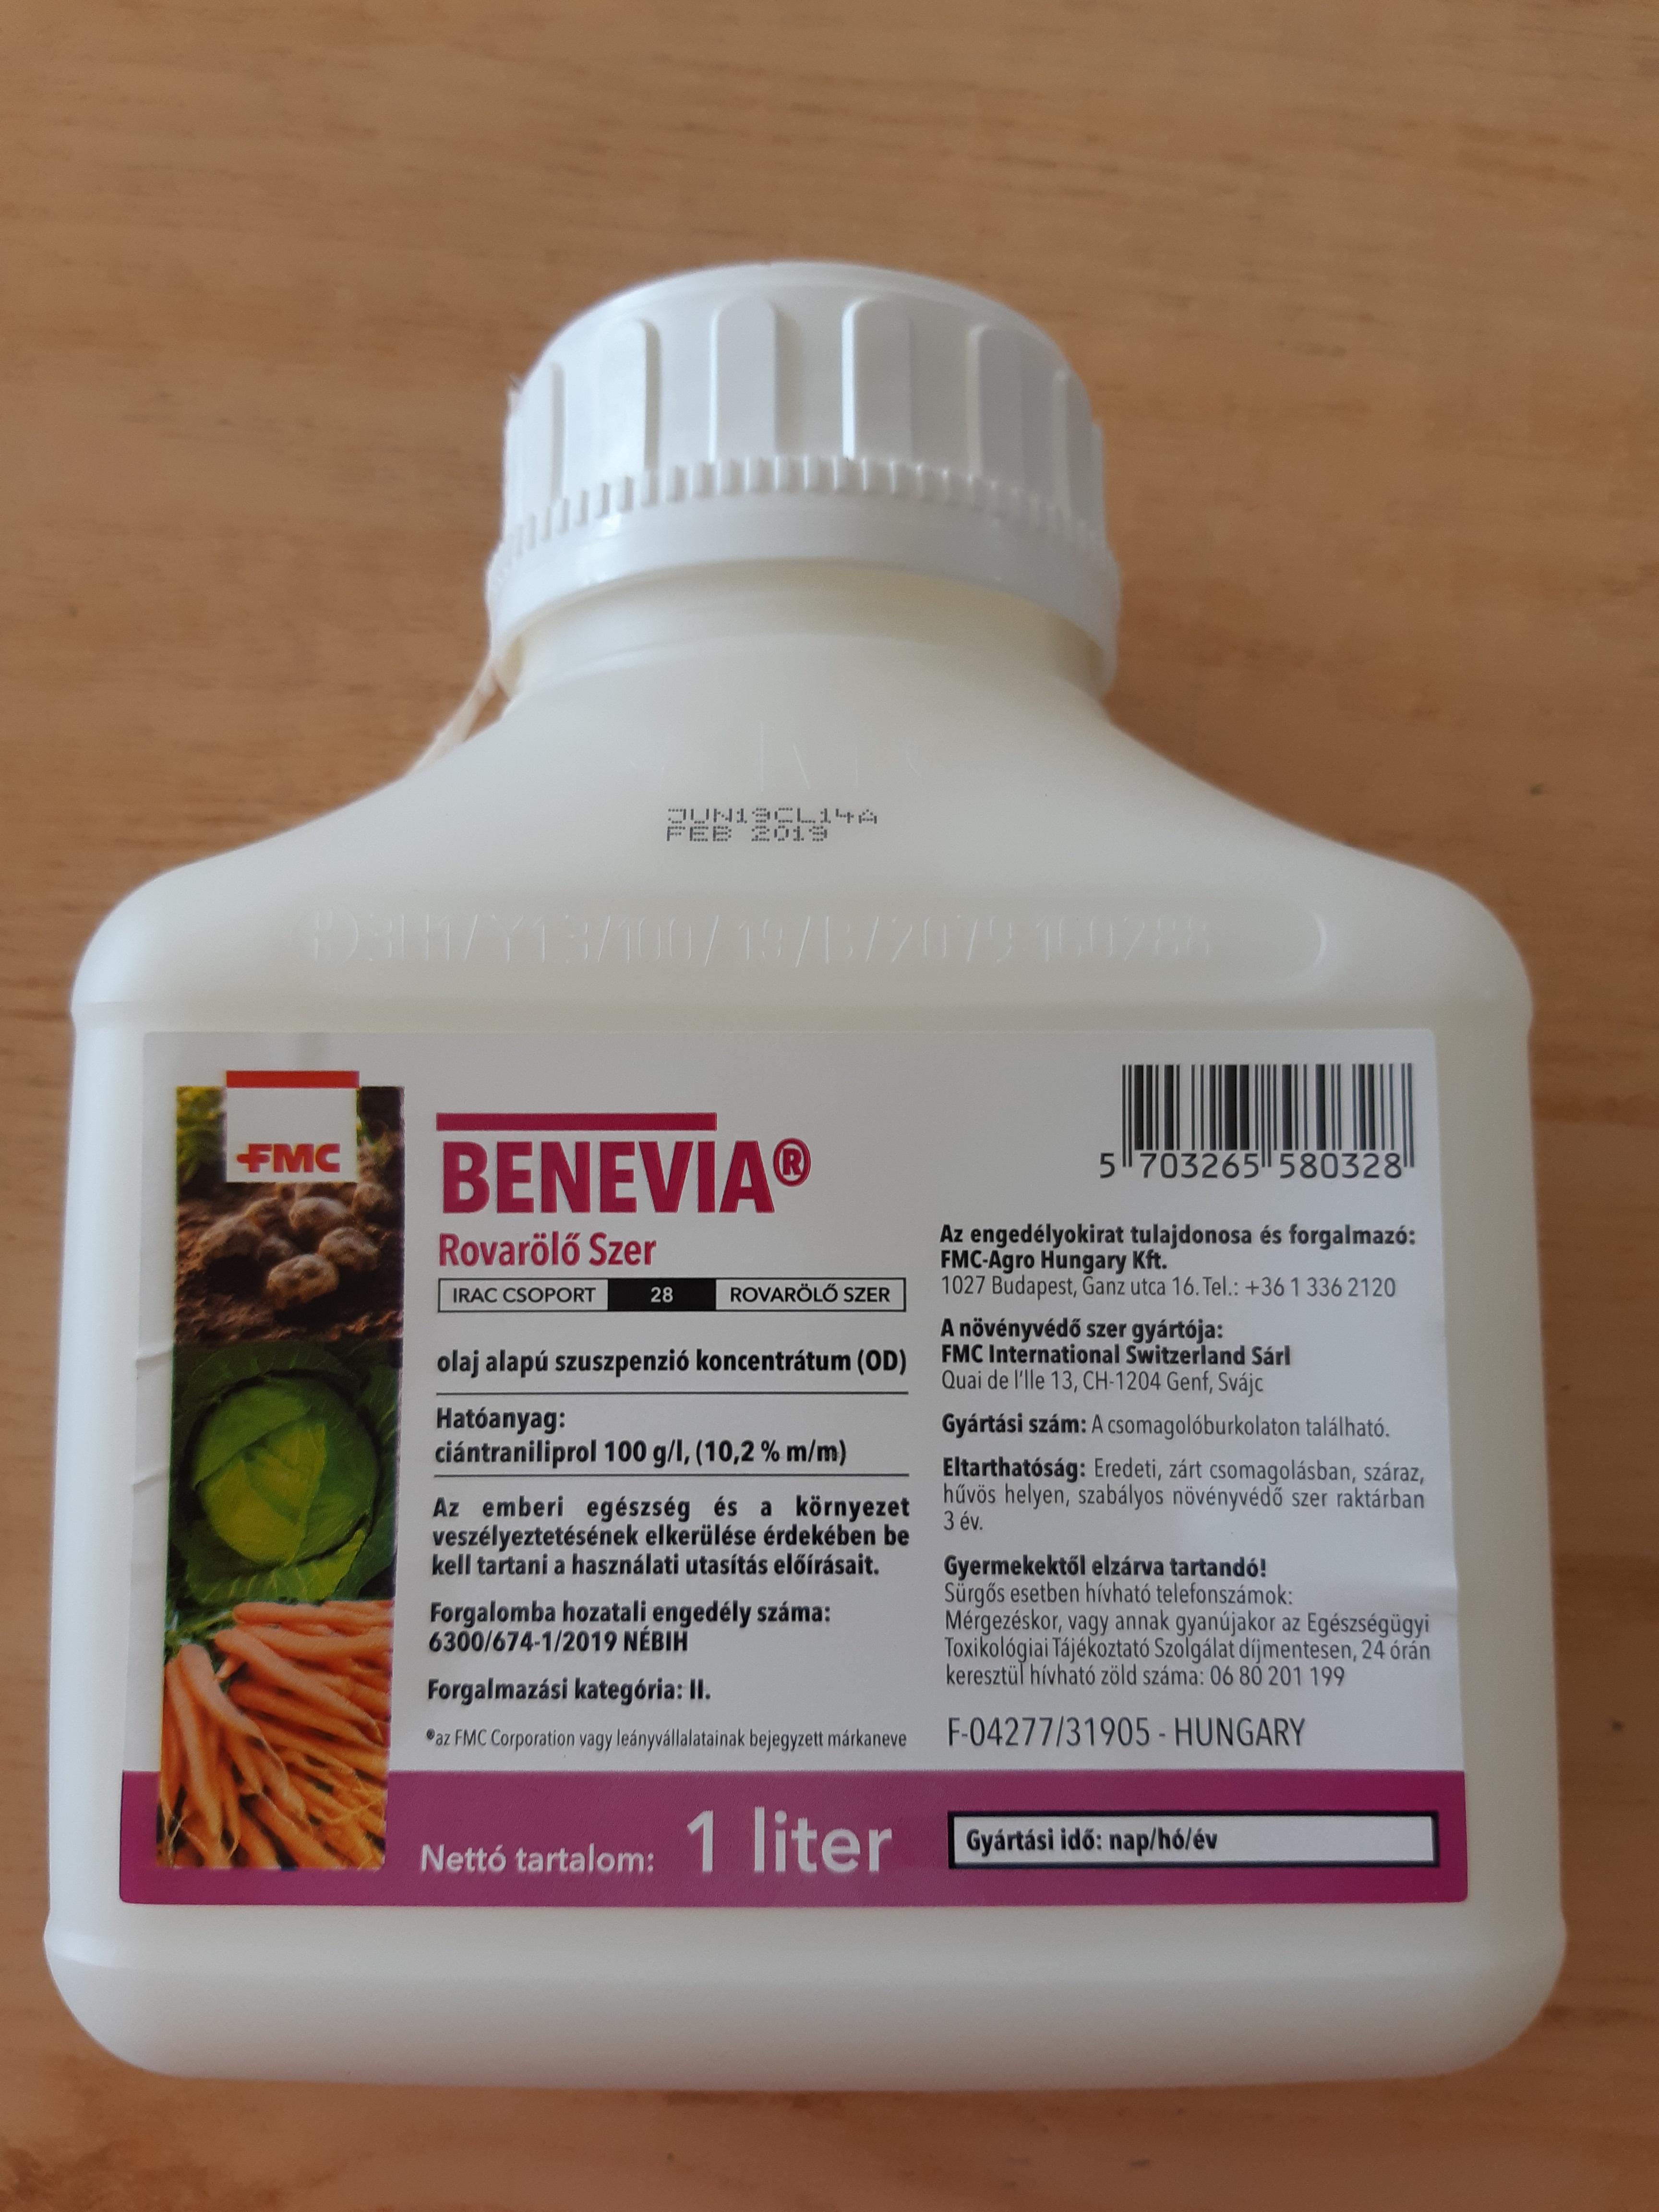 JUN19CL14A
FEB 2019
FMC
BENEVIA®
Rovarölő Szer
IRAC CSOPORT 28 ROVARÖLŐ SZER
olaj alapú szuszpenzió koncentrátum (OD)
Hatóanyag:
ciántraniliprol 100 g/l, (10,2 % m/m)
Az emberi egészség és a környezet
veszélyeztetésének elkerülése érdekében be
kell tartani a használati utasítás előírásait.
Forgalomba hozatali engedély száma:
6300/674-1/2019 NÉBIH
Forgalmazási kategória: II.
®az FMC Corporation vagy leányvállalatainak bejegyzett márkaneve
5 703265 580328
Az engedélyokirat tulajdonosa és forgalmazó:
FMC-Agro Hungary Kft.
1027 Budapest, Ganz utca 16. Tel.: +36 1 336 2120
A növényvédő szer gyártója:
FMC International Switzerland Sárl
Quai de l'Ile 13, CH-1204 Genf, Svájc
Gyártási szám: A csomagolóburkolaton található.
Eltarthatóság: Eredeti, zárt csomagolásban, száraz,
hűvös helyen, szabályos növényvédő szer raktárban
3 év.
Gyermekektől elzárva tartandó!
Sürgős esetben hívható telefonszámok:
Mérgezéskor, vagy annak gyanújakor az Egészségügyi
Toxikológiai Tájékoztató Szolgálat díjmentesen, 24 órán
keresztül hívható zöld száma: 06 80 201 199
F-04277/31905 - HUNGARY
Nettó tartalom: 1 liter
Gyártási idő: nap/hó/év